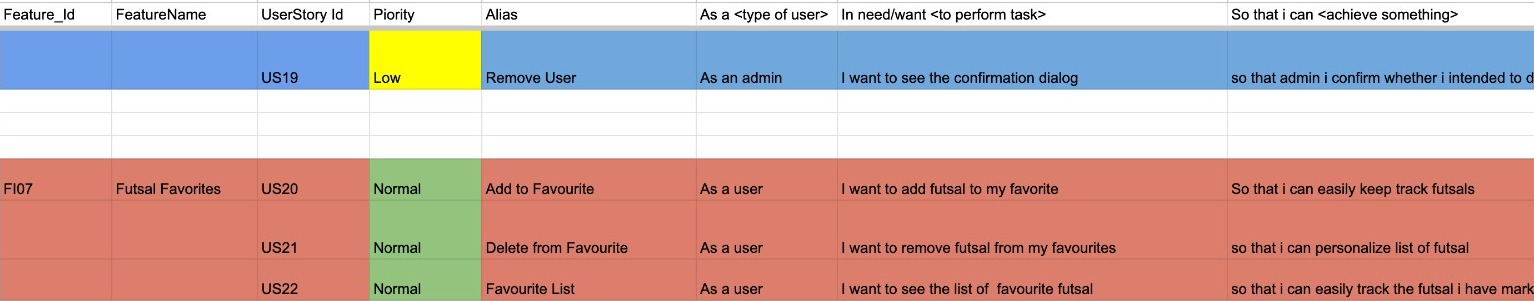 Feature_Id FeatureName UserStory Id Piority Alias As a <type of user> In need/want <to perform task> So that i can <achieve something>
US19 Low Remove User As an admin I want to see the confirmation dialog so that admin i confirm whether i intended to d
FI07 Futsal Favorites US20 Normal Add to Favourite As a user I want to add futsal to my favorite So that i can easily keep track futsals
US21 Normal Delete from Favourite As a user I want to remove futsal from my favourites so that i can personalize list of futsal
US22 Normal Favourite List As a user I want to see the list of  favourite futsal so that i can easily track the futsal i have mark